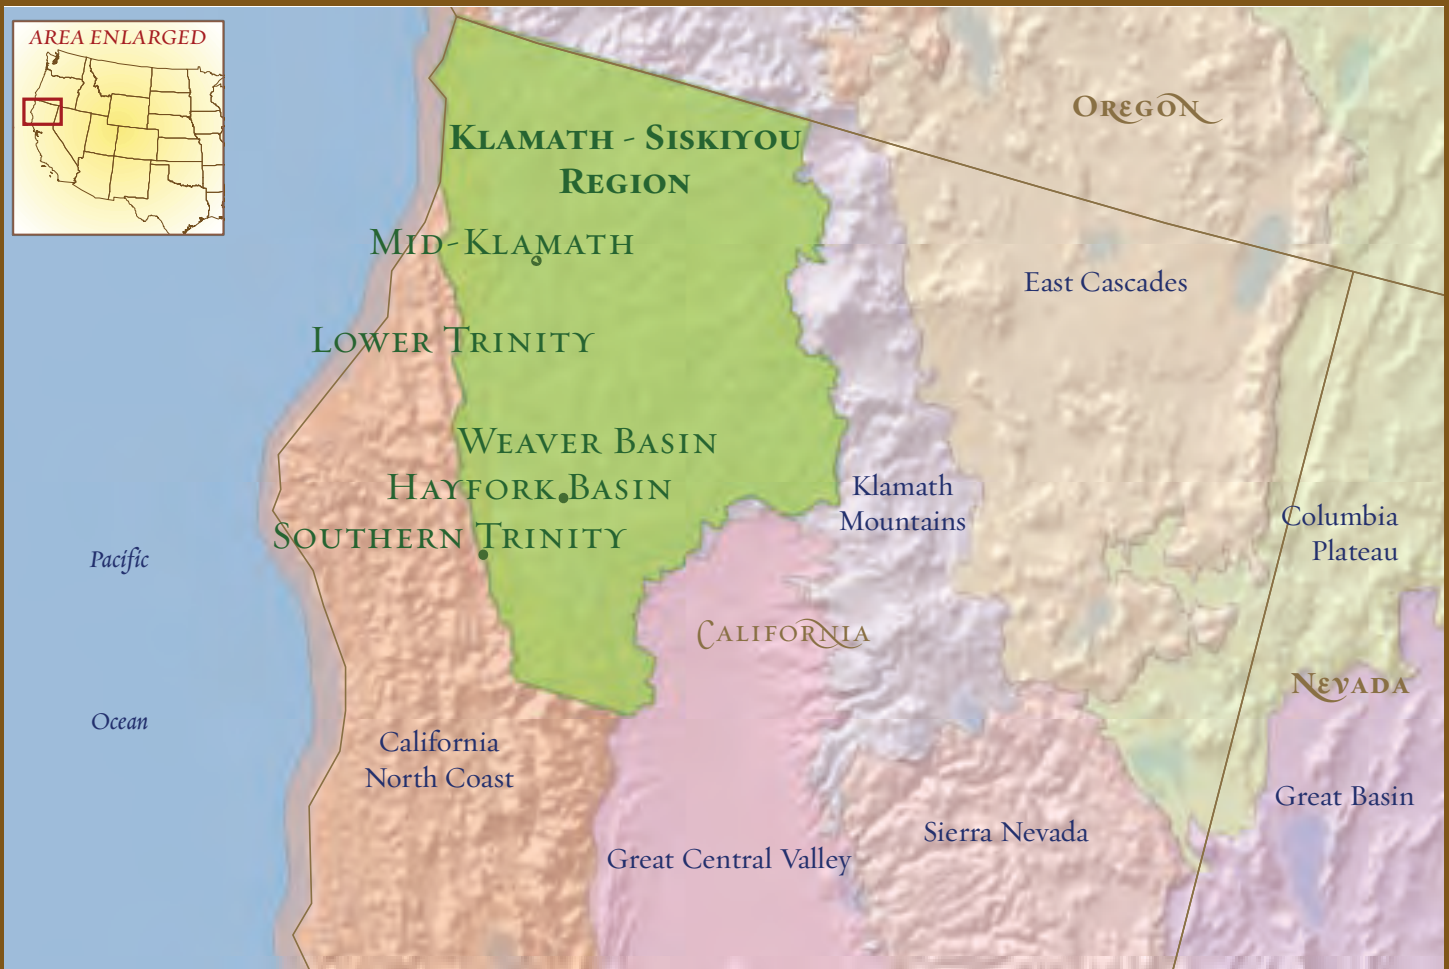 AREA ENLARGED
OREGON
KLAMATH - SISKIYOU
REGION
MID-KLAMATH
East Cascades
LOWER TRINITY
WEAVER BASIN
HAYFORK BASIN
SOUTHERN TRINITY
Klamath
Mountains
Columbia
Plateau
Pacific
CALIFORNIA
NEVADA
Ocean
California
North Coast
Great Basin
Sierra Nevada
Great Central Valley